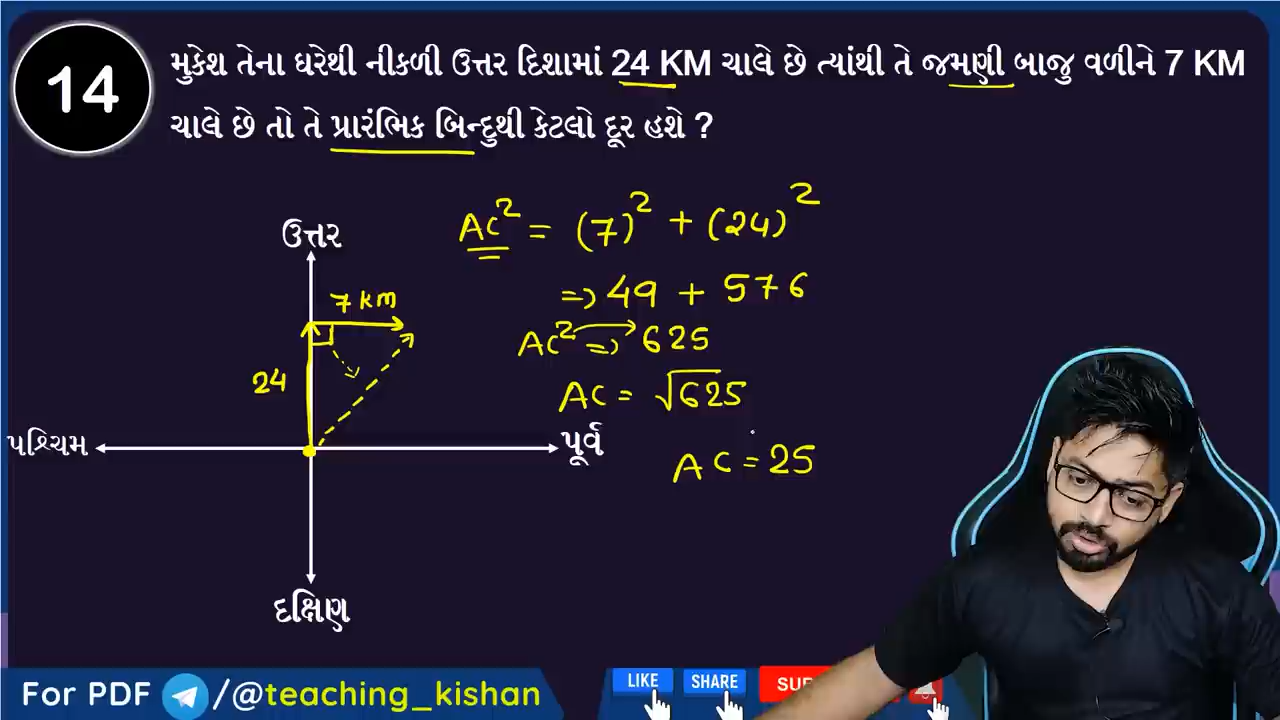 14
મુકેશ તેના ઘરેથી નીકળી ઉત્તર દિશામાં 24 KM ચાલે છે ત્યાંથી તે જમણી બાજુ વળીને 7 KM
ચાલે છે તો તે પ્રારંભિક બિન્દુથી કેટલો દૂર હશે ?
AC² = (7)² + (24)²
ઉત્તર
7 km
=> 49 + 576
AC² => 625
24
AC = √625
પશ્ચિમ
પૂર્વ
AC = 25
દક્ષિણ
For PDF /@teaching_kishan
LIKE
SHARE